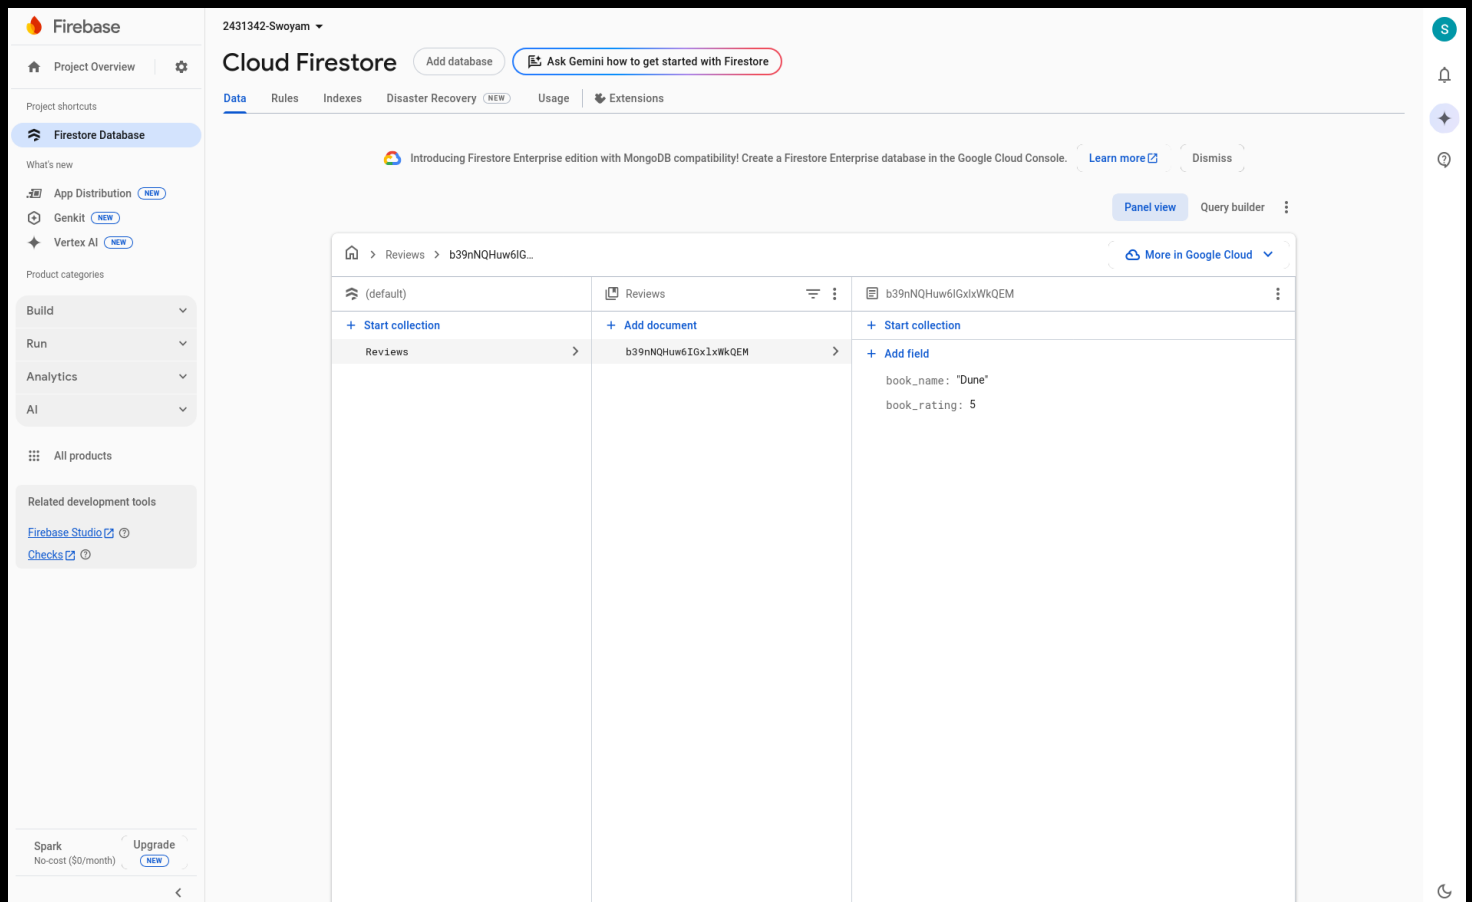 Firebase
2431342-Swoyam
Project Overview
Cloud Firestore
Add database
Ask Gemini how to get started with Firestore
Data
Rules
Indexes
Disaster Recovery NEW
Usage
Extensions
Project shortcuts
Firestore Database
What's new
App Distribution NEW
Genkit NEW
Vertex AI NEW
Product categories
Build
Run
Analytics
AI
All products
Related development tools
Firebase Studio
Checks
Spark
No-cost ($0/month)
Upgrade
NEW
Introducing Firestore Enterprise edition with MongoDB compatibility! Create a Firestore Enterprise database in the Google Cloud Console.
Learn more
Dismiss
Panel view
Query builder
Reviews
b39nNQHuw6IG...
More in Google Cloud
(default)
Start collection
Reviews
Reviews
Add document
b39nNQHuw6IGxlxWkQEM
b39nNQHuw6IGxlxWkQEM
Start collection
Add field
book_name: "Dune"
book_rating: 5
S